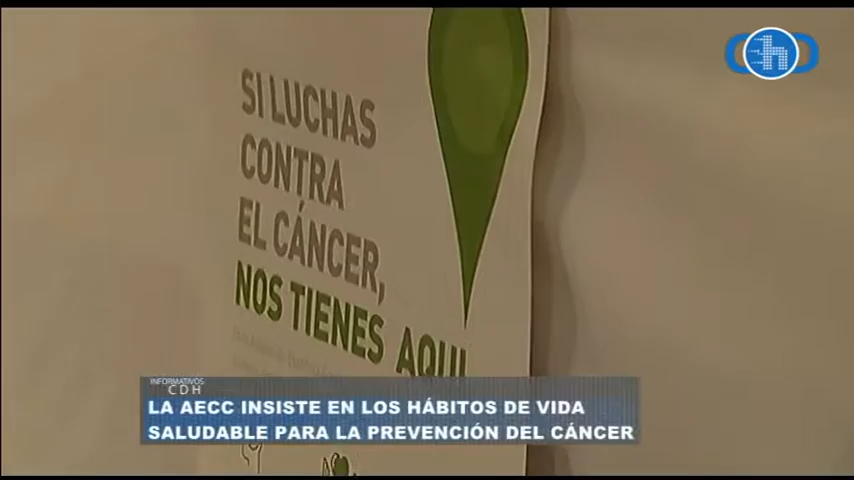 SI LUCHAS
CONTRA
EL CÁNCER,
NOS TIENES AQUI
INFORMATIVOS
CDH
LA AECC INSISTE EN LOS HÁBITOS DE VIDA
SALUDABLE PARA LA PREVENCIÓN DEL CÁNCER